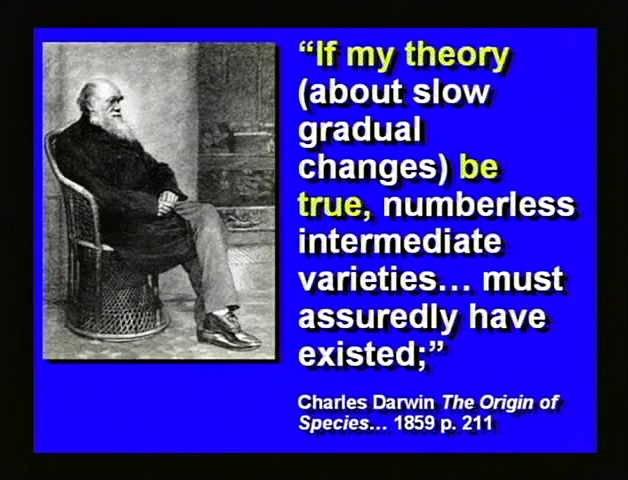 “If my theory
(about slow
gradual
changes) be
true, numberless
intermediate
varieties… must
assuredly have
existed;”
Charles Darwin The Origin of
Species… 1859 p. 211